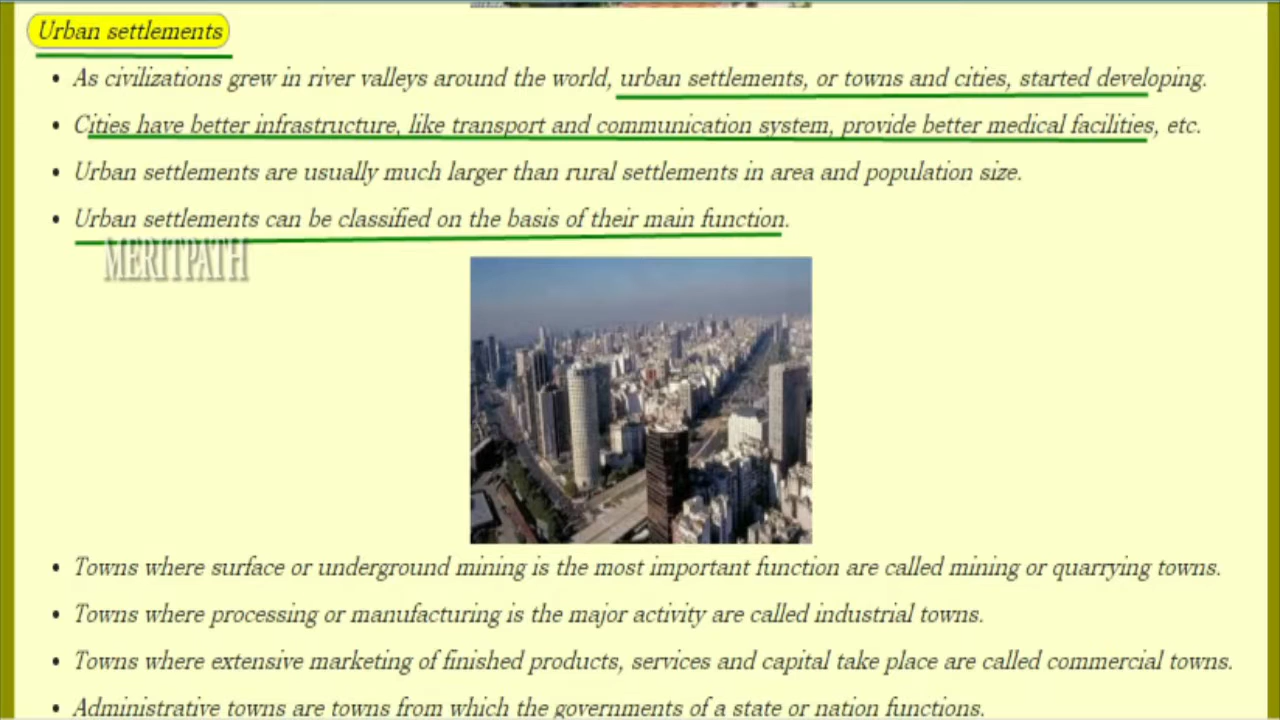 Urban settlements
• As civilizations grew in river valleys around the world, urban settlements, or towns and cities, started developing.
• Cities have better infrastructure, like transport and communication system, provide better medical facilities, etc.
• Urban settlements are usually much larger than rural settlements in area and population size.
• Urban settlements can be classified on the basis of their main function.
MERITPATH
• Towns where surface or underground mining is the most important function are called mining or quarrying towns.
• Towns where processing or manufacturing is the major activity are called industrial towns.
• Towns where extensive marketing of finished products, services and capital take place are called commercial towns.
• Administrative towns are towns from which the governments of a state or nation functions.